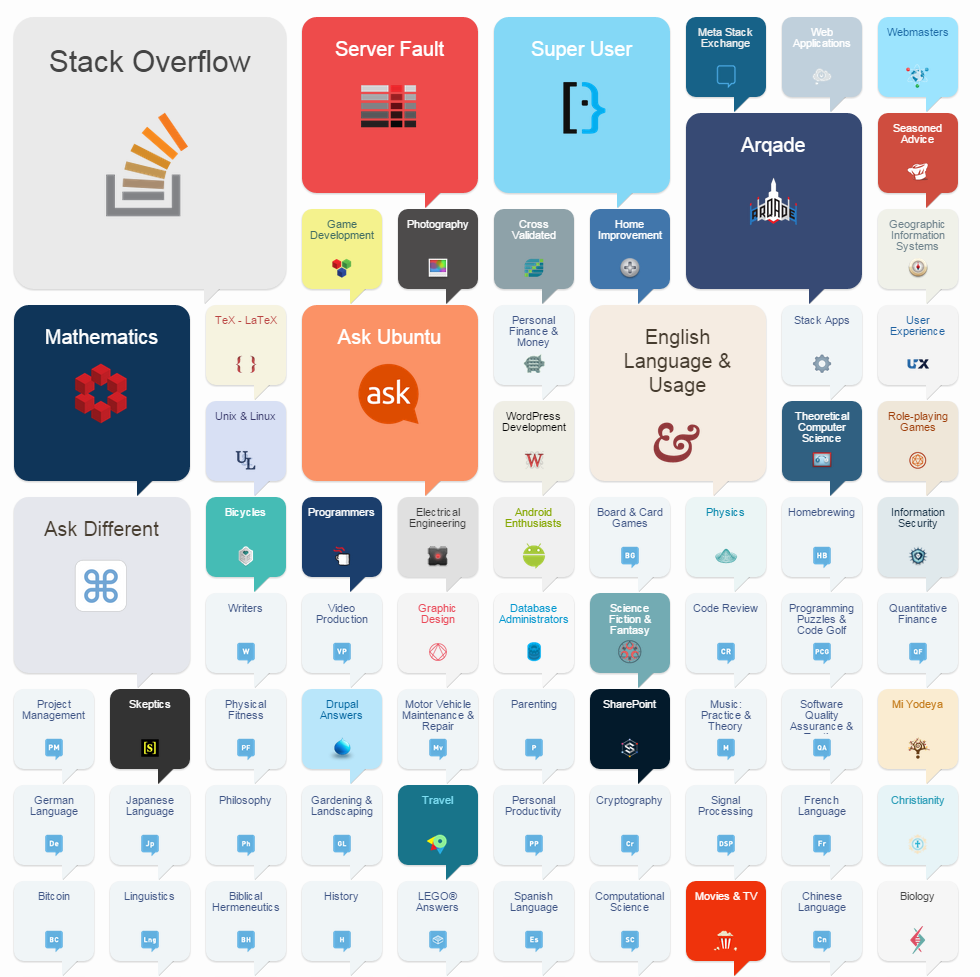 Stack Overflow
Server Fault
Super User
Meta Stack
Exchange
Web
Applications
Webmasters
Arqade
ARQADE
Seasoned
Advice
Game
Development
Photography
Cross
Validated
Home
Improvement
Geographic
Information
Systems
Mathematics
TeX - LaTeX
{ }
Ask Ubuntu
ask
Personal
Finance &
Money
English
Language &
Usage
&
Stack Apps
User
Experience
UX
Unix & Linux
UL
WordPress
Development
W
Theoretical
Computer
Science
Role-playing
Games
Ask Different
Bicycles
Programmers
Electrical
Engineering
Android
Enthusiasts
Board & Card
Games
BG
Physics
Homebrewing
HB
Information
Security
Writers
W
Video
Production
VP
Graphic
Design
Database
Administrators
Science
Fiction &
Fantasy
Code Review
CR
Programming
Puzzles &
Code Golf
PCG
Quantitative
Finance
QF
Project
Management
PM
Skeptics
[S]
Physical
Fitness
PF
Drupal
Answers
Motor Vehicle
Maintenance &
Repair
Mv
Parenting
P
SharePoint
S
Music:
Practice &
Theory
M
Software
Quality
Assurance &
QA
Mi Yodeya
German
Language
De
Japanese
Language
Jp
Philosophy
Ph
Gardening &
Landscaping
GL
Travel
Personal
Productivity
PP
Cryptography
Cr
Signal
Processing
DSP
French
Language
Fr
Christianity
Bitcoin
BC
Linguistics
Lng
Biblical
Hermeneutics
BH
History
H
LEGO®
Answers
Spanish
Language
Es
Computational
Science
SC
Movies & TV
Chinese
Language
Cn
Biology